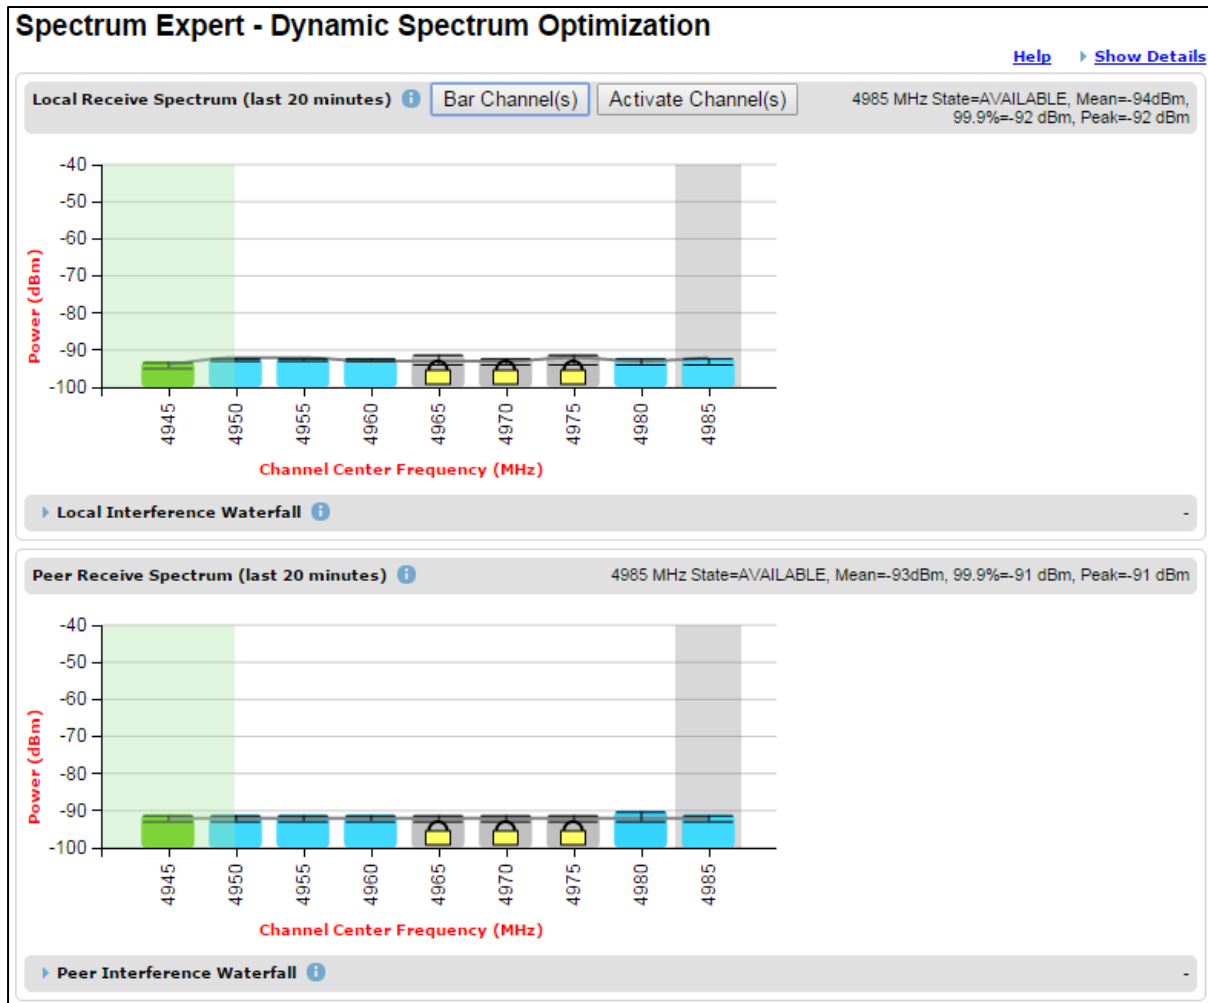 Spectrum Expert - Dynamic Spectrum Optimization
Help Show Details
Local Receive Spectrum (last 20 minutes) i Bar Channel(s) Activate Channel(s) 4985 MHz State=AVAILABLE, Mean=-94dBm,
99.9%=-92 dBm, Peak=-92 dBm
-40
-50
-60
-70
-80
-90
-100
Power (dBm)
4945 4950 4955 4960 4965 4970 4975 4980 4985
Channel Center Frequency (MHz)
Local Interference Waterfall i -
Peer Receive Spectrum (last 20 minutes) i 4985 MHz State=AVAILABLE, Mean=-93dBm, 99.9%=-91 dBm, Peak=-91 dBm
-40
-50
-60
-70
-80
-90
-100
Power (dBm)
4945 4950 4955 4960 4965 4970 4975 4980 4985
Channel Center Frequency (MHz)
Peer Interference Waterfall i -